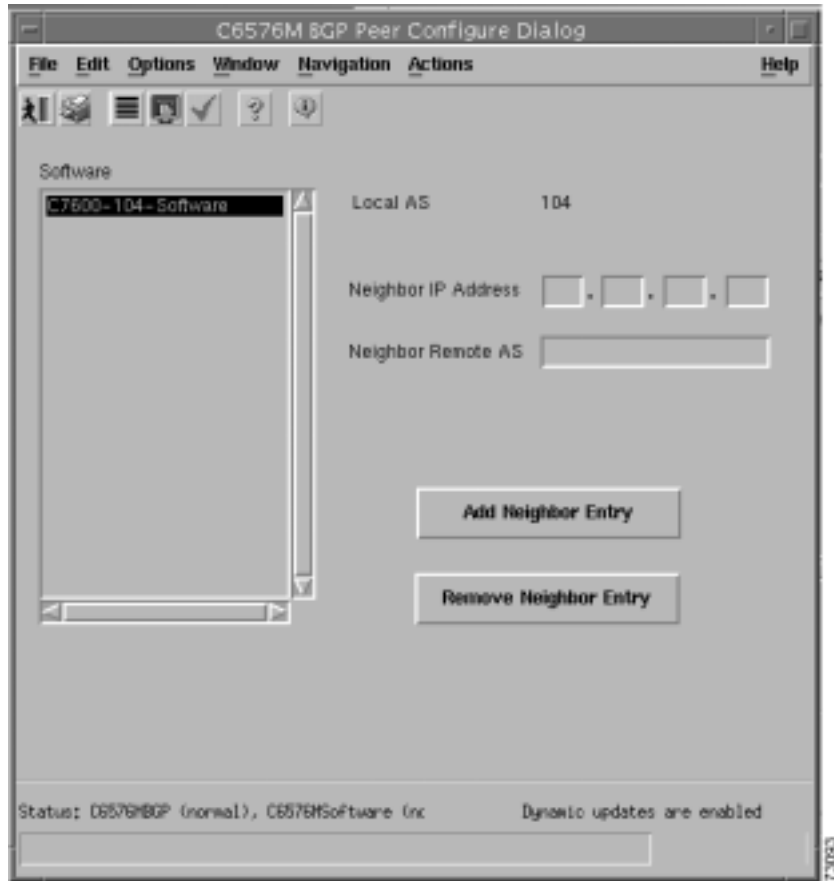 C6576M BGP Peer Configure Dialog
File Edit Options Window Navigation Actions Help
Software
C7600-104-Software
Local AS 104
Neighbor IP Address . . .
Neighbor Remote AS
Add Neighbor Entry
Remove Neighbor Entry
Status: C6576MBGP (normal), C6576MSoftware (nc Dynamic updates are enabled
73093